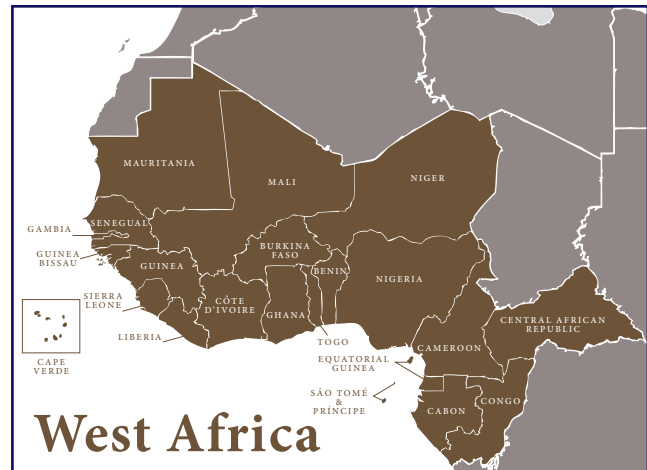 MAURITANIA
MALI
NIGER
SENEGUAL
GAMBIA
GUINEA
BISSAU
GUINEA
BURKINA
FASO
BENIN
NIGERIA
SIERRA
LEONE
CÔTE
D'IVOIRE
GHANA
LIBERIA
TOGO
CENTRAL AFRICAN
REPUBLIC
CAMEROON
EQUATORIAL
GUINEA
CAPE
VERDE
SÃO TOMÉ
&
PRÍNCIPE
CABON
CONGO
West Africa